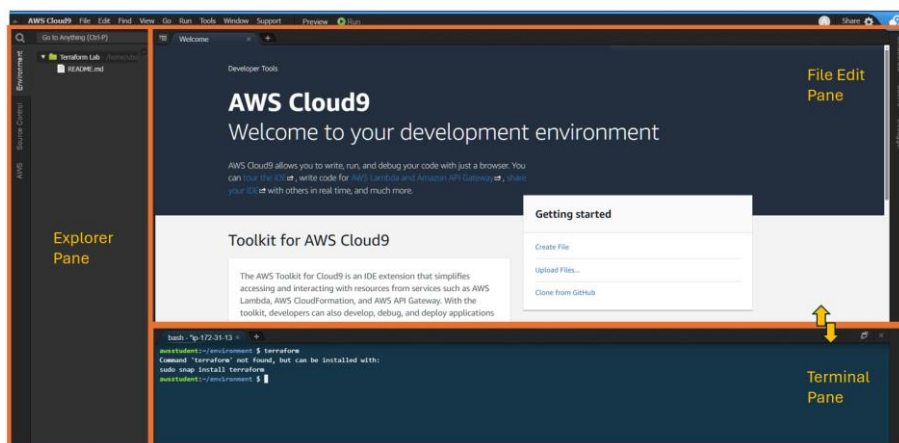 AWS Cloud9 File Edit Find View Go Run Tools Window Support Preview Run Share
Go to Anything (Ctrl-P)
Welcome
Environment
Source Control
AWS
Terraform Lab
README.md
Explorer
Pane
Developer Tools
AWS Cloud9
Welcome to your development environment
AWS Cloud9 allows you to write, run, and debug your code with just a browser. You
can tour the IDE, write code for AWS Lambda and Amazon API Gateway, share
your IDE with others in real time, and much more.
File Edit
Pane
Getting started
Create File
Upload Files...
Clone from GitHub
Toolkit for AWS Cloud9
The AWS Toolkit for Cloud9 is an IDE extension that simplifies
accessing and interacting with resources from services such as AWS
Lambda, AWS CloudFormation, and AWS API Gateway. With the
toolkit, developers can also develop, debug, and deploy applications
bash - "ip-172-31-13
awsstudent:~/environment $ terraform
Command 'terraform' not found, but can be installed with:
sudo snap install terraform
awsstudent:~/environment $
Terminal
Pane